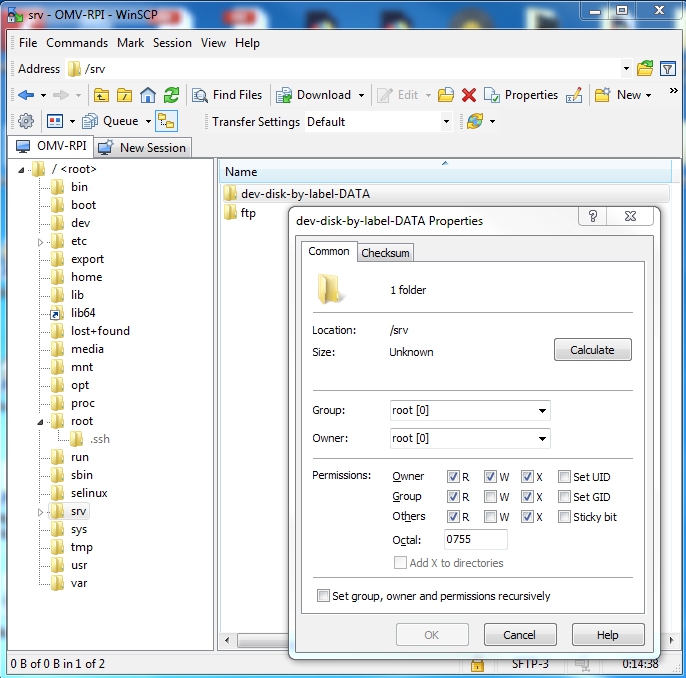 srv - OMV-RPI - WinSCP
File Commands Mark Session View Help
Address /srv
Find Files Download Edit Properties New »
Queue Transfer Settings Default
OMV-RPI New Session
/ <root>
bin
boot
dev
etc
export
home
lib
lib64
lost+found
media
mnt
opt
proc
root
.ssh
run
sbin
selinux
srv
sys
tmp
usr
var
Name
dev-disk-by-label-DATA
ftp
dev-disk-by-label-DATA Properties ?
Common Checksum
1 folder
Location: /srv
Size: Unknown Calculate
Group: root [0]
Owner: root [0]
Permissions: Owner R W X Set UID
Group R W X Set GID
Others R W X Sticky bit
Octal: 0755
Add X to directories
Set group, owner and permissions recursively
OK Cancel Help
0 B of 0 B in 1 of 2 SFTP-3 0:14:38